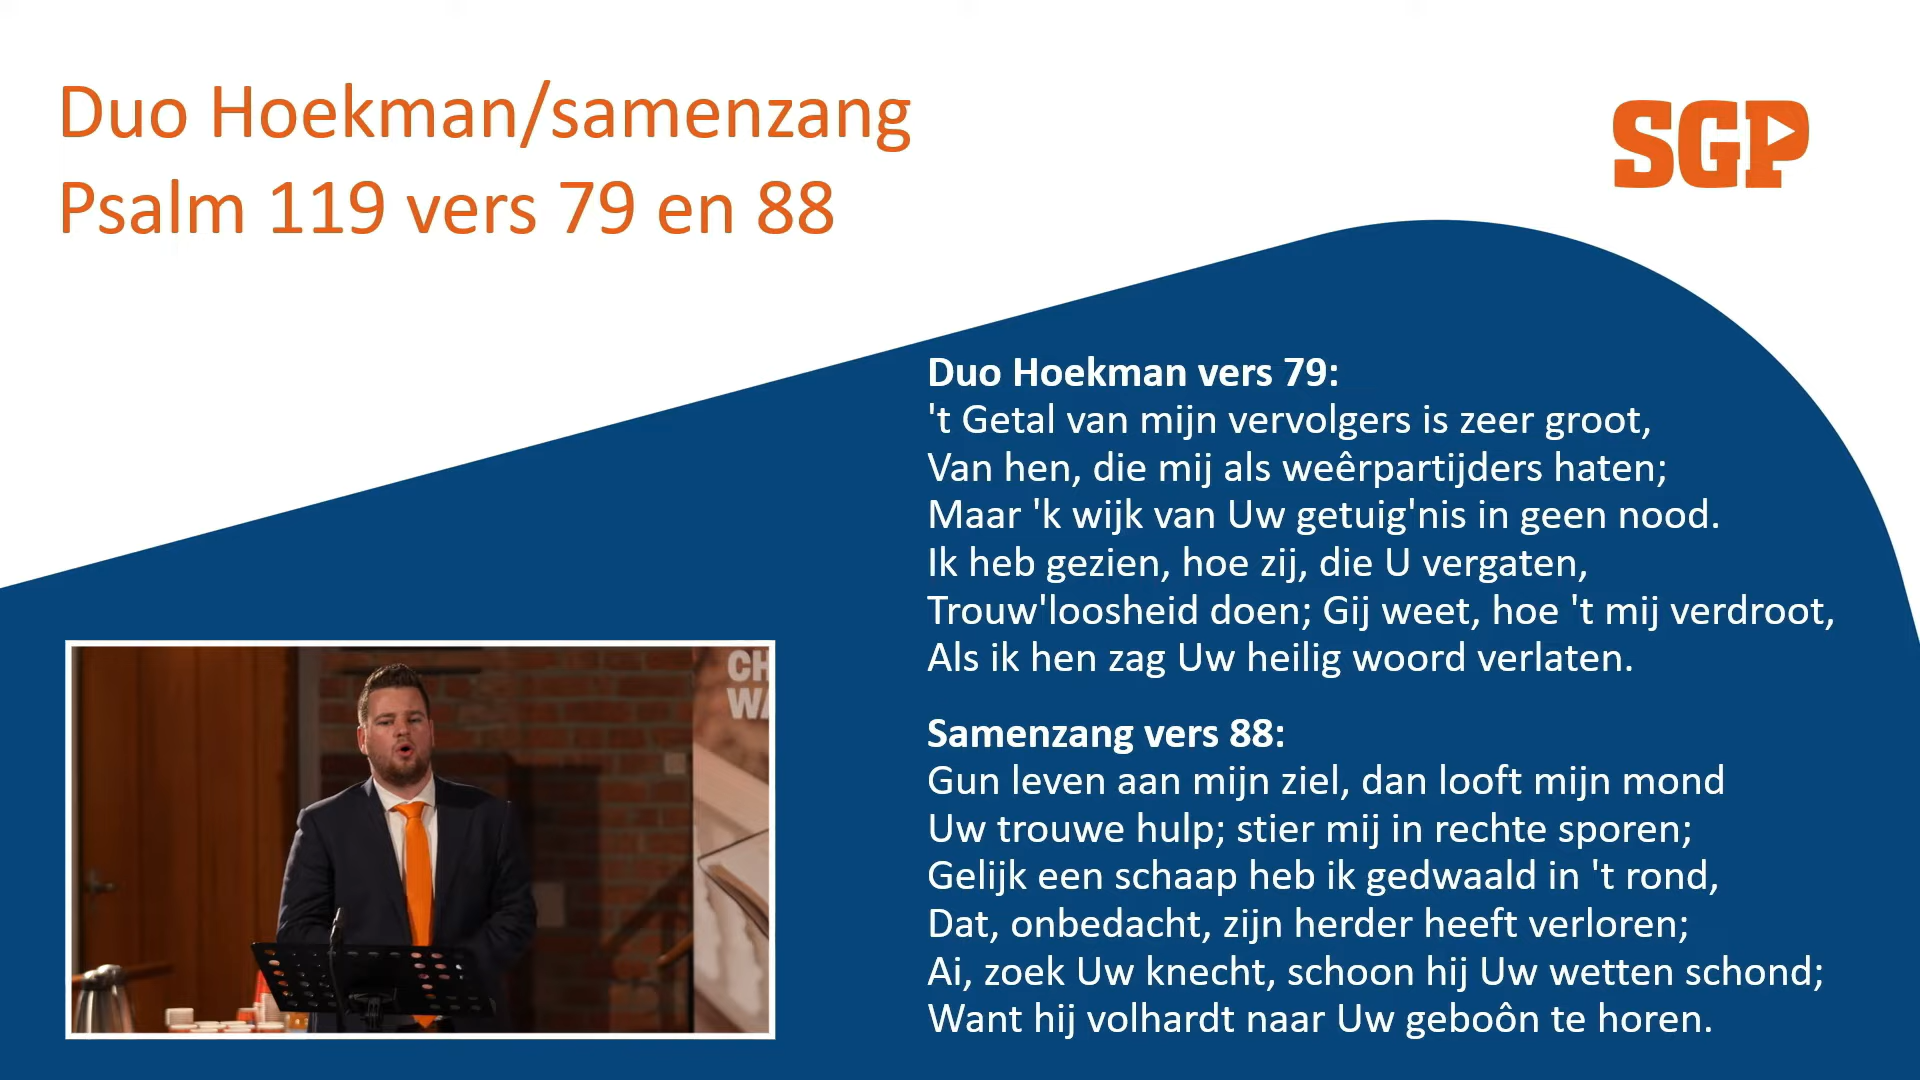 Duo Hoekman/samenzang
Psalm 119 vers 79 en 88
SGP
Duo Hoekman vers 79:
't Getal van mijn vervolgers is zeer groot,
Van hen, die mij als weêrpartijders haten;
Maar 'k wijk van Uw getuig'nis in geen nood.
Ik heb gezien, hoe zij, die U vergaten,
Trouw'loosheid doen; Gij weet, hoe 't mij verdroot,
Als ik hen zag Uw heilig woord verlaten.
Samenzang vers 88:
Gun leven aan mijn ziel, dan looft mijn mond
Uw trouwe hulp; stier mij in rechte sporen;
Gelijk een schaap heb ik gedwaald in 't rond,
Dat, onbedacht, zijn herder heeft verloren;
Ai, zoek Uw knecht, schoon hij Uw wetten schond;
Want hij volhardt naar Uw geboôn te horen.
CH
WA